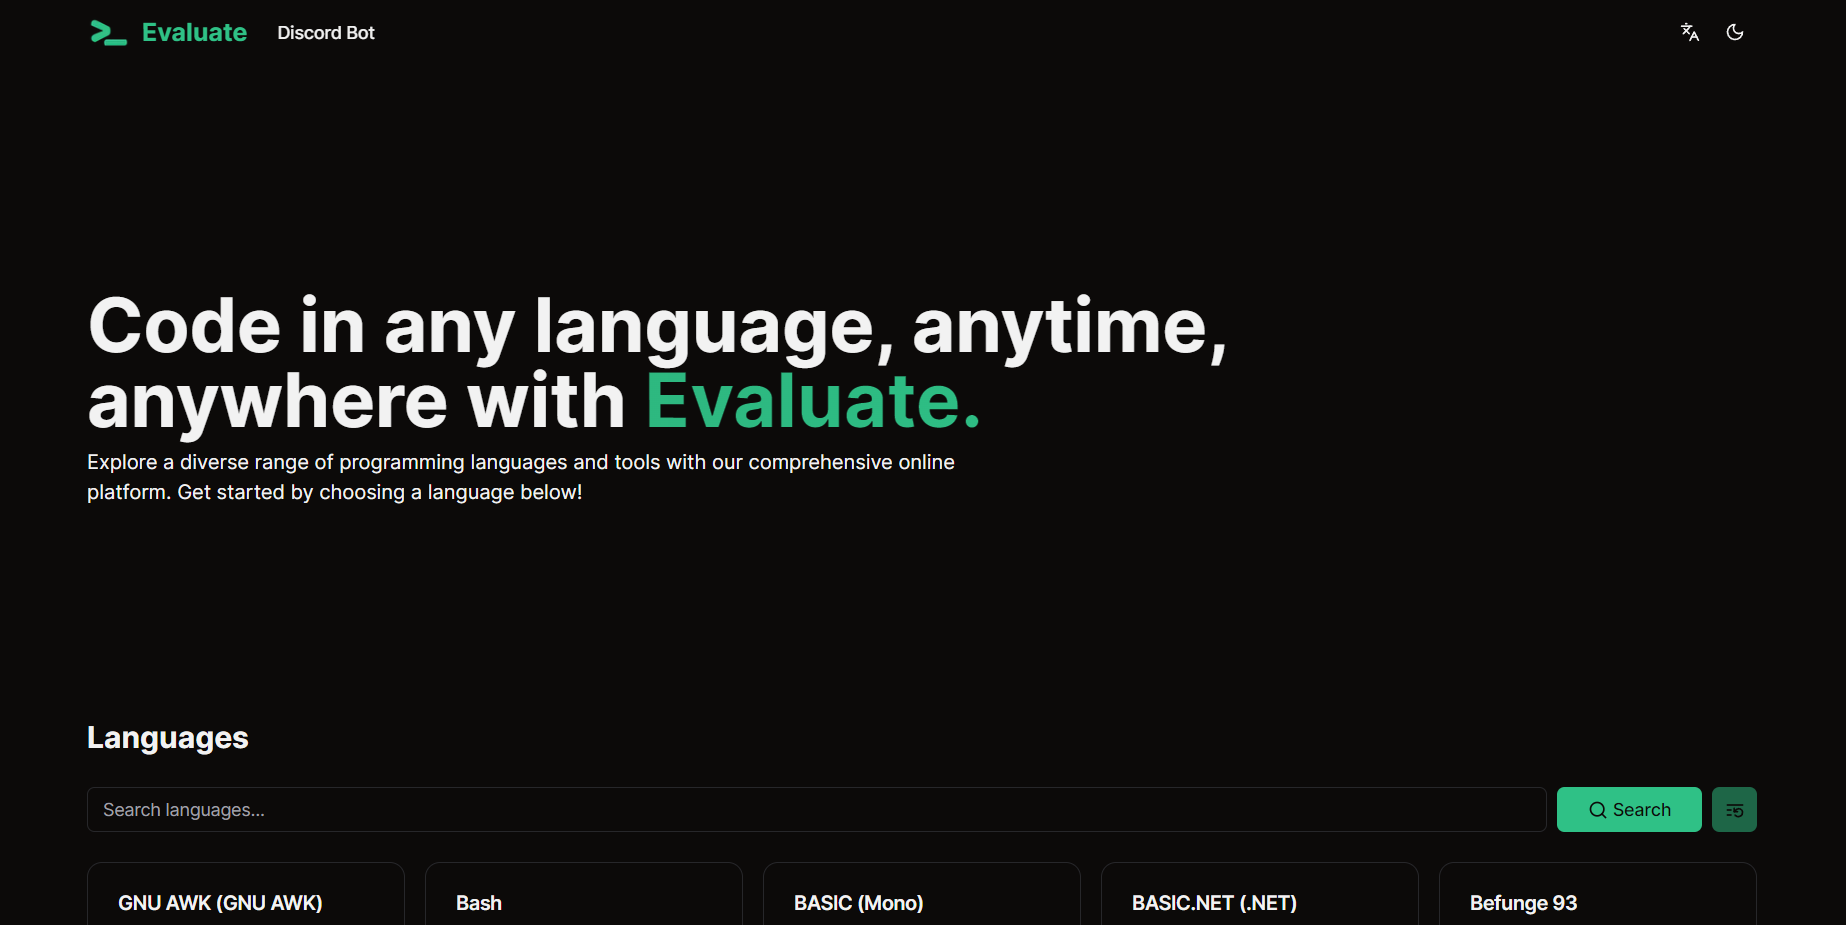 Evaluate
Discord Bot
Code in any language, anytime,
anywhere with Evaluate.
Explore a diverse range of programming languages and tools with our comprehensive online
platform. Get started by choosing a language below!
Languages
Search languages...
Search
GNU AWK (GNU AWK)
Bash
BASIC (Mono)
BASIC.NET (.NET)
Befunge 93